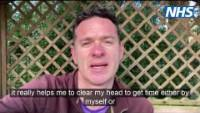 NHS
it really helps me to clear my head to get time either by
myself or